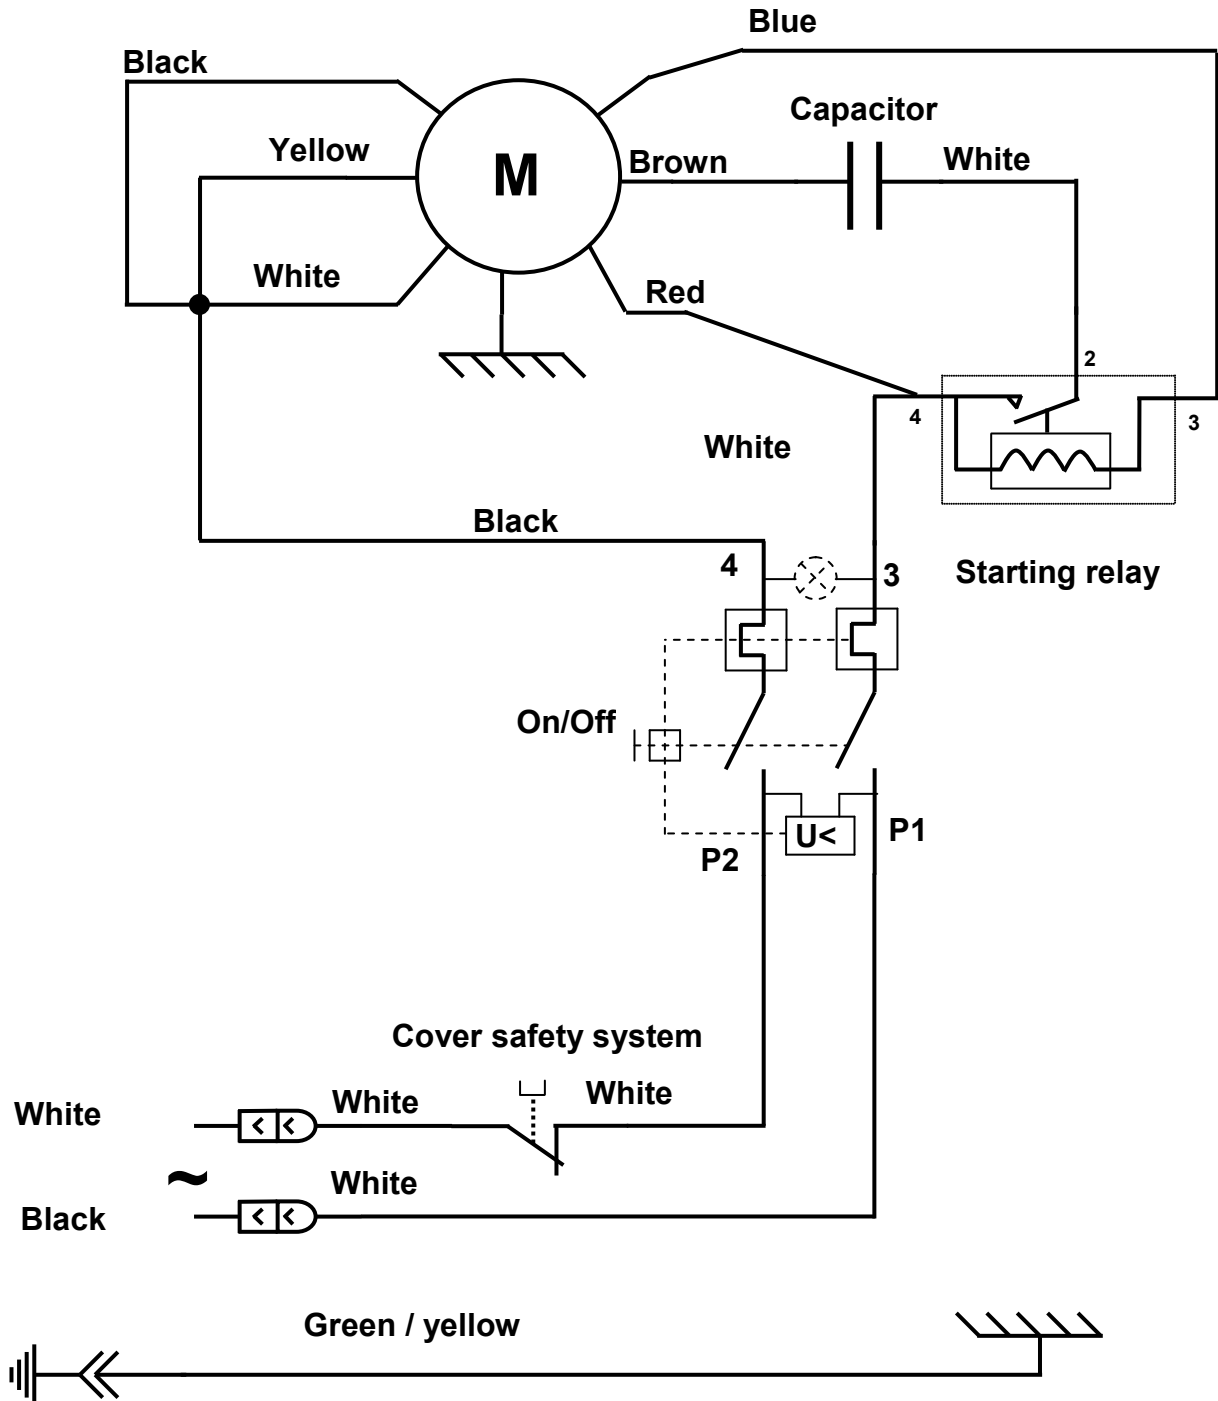 Blue
Black
Capacitor
Yellow
M
Brown
White
White
Red
2
4
3
White
Black
4
3
Starting relay
On/Off
U<
P1
P2
Cover safety system
White
White
White
~
White
Black
Green / yellow